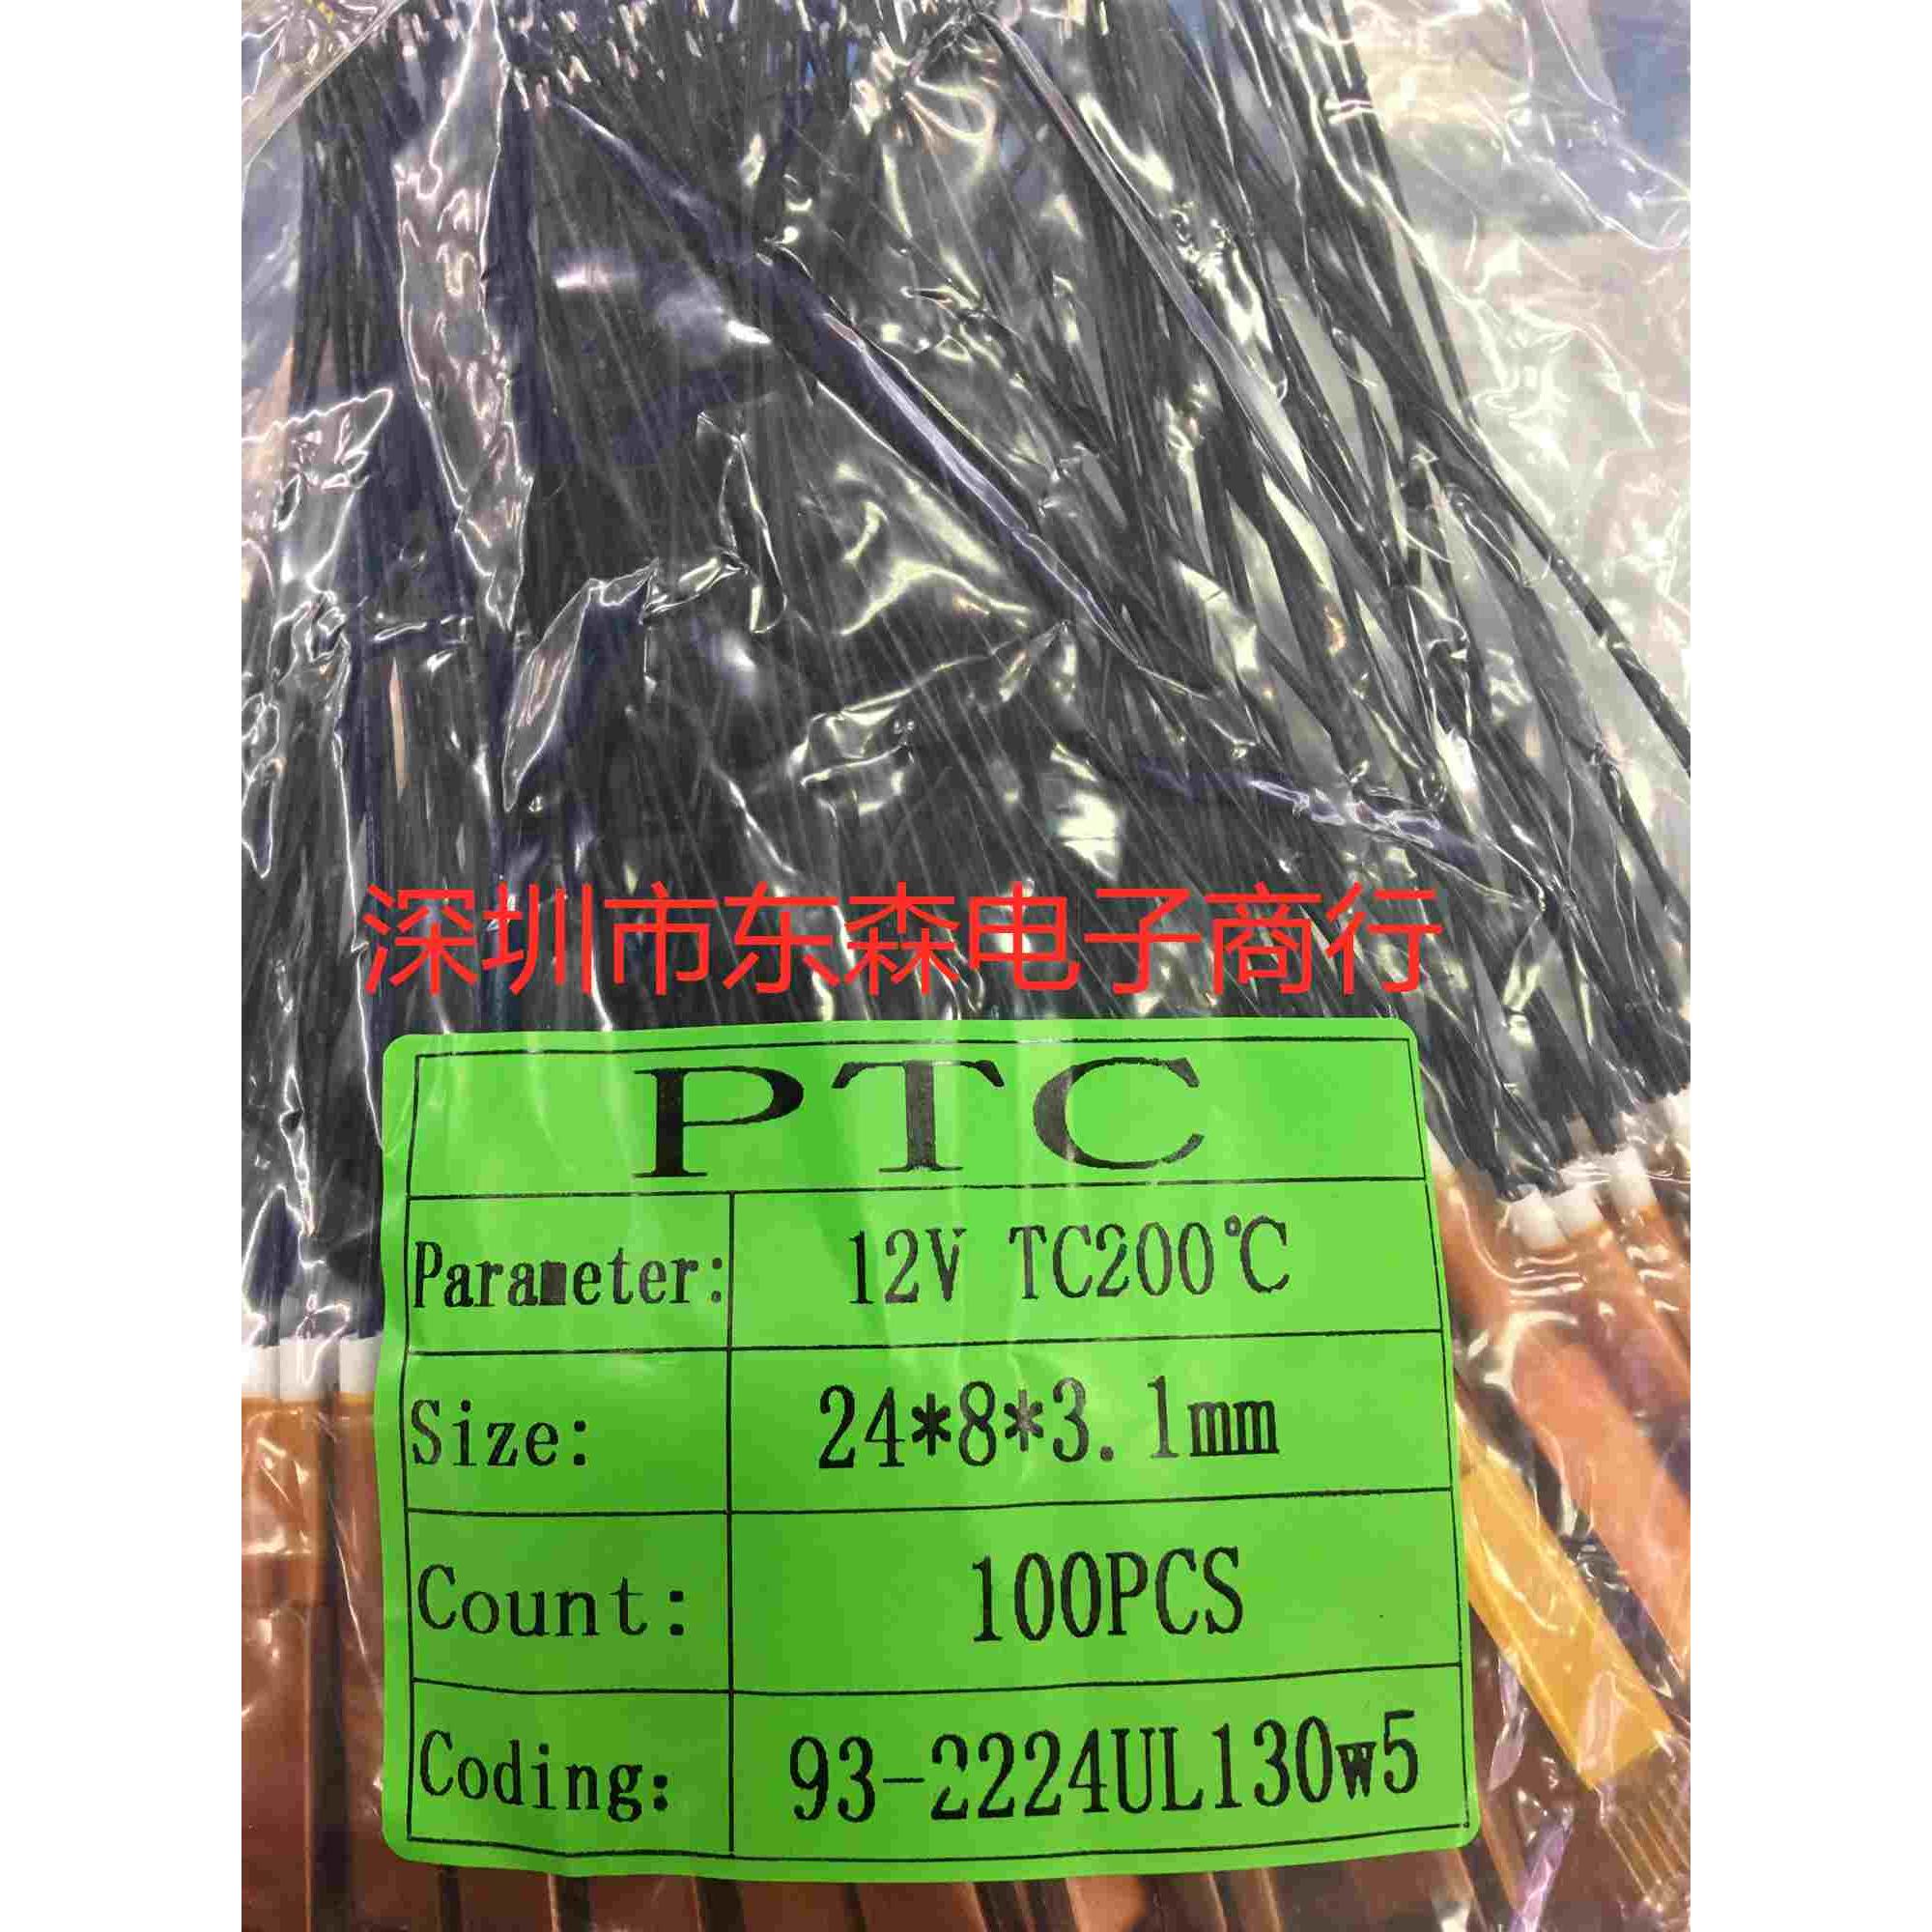 深圳市东森电子商行
PTC
Parameter: 12V TC200℃
Size: 24*8*3.1mm
Count: 100PCS
Coding: 93-2224UL130w5